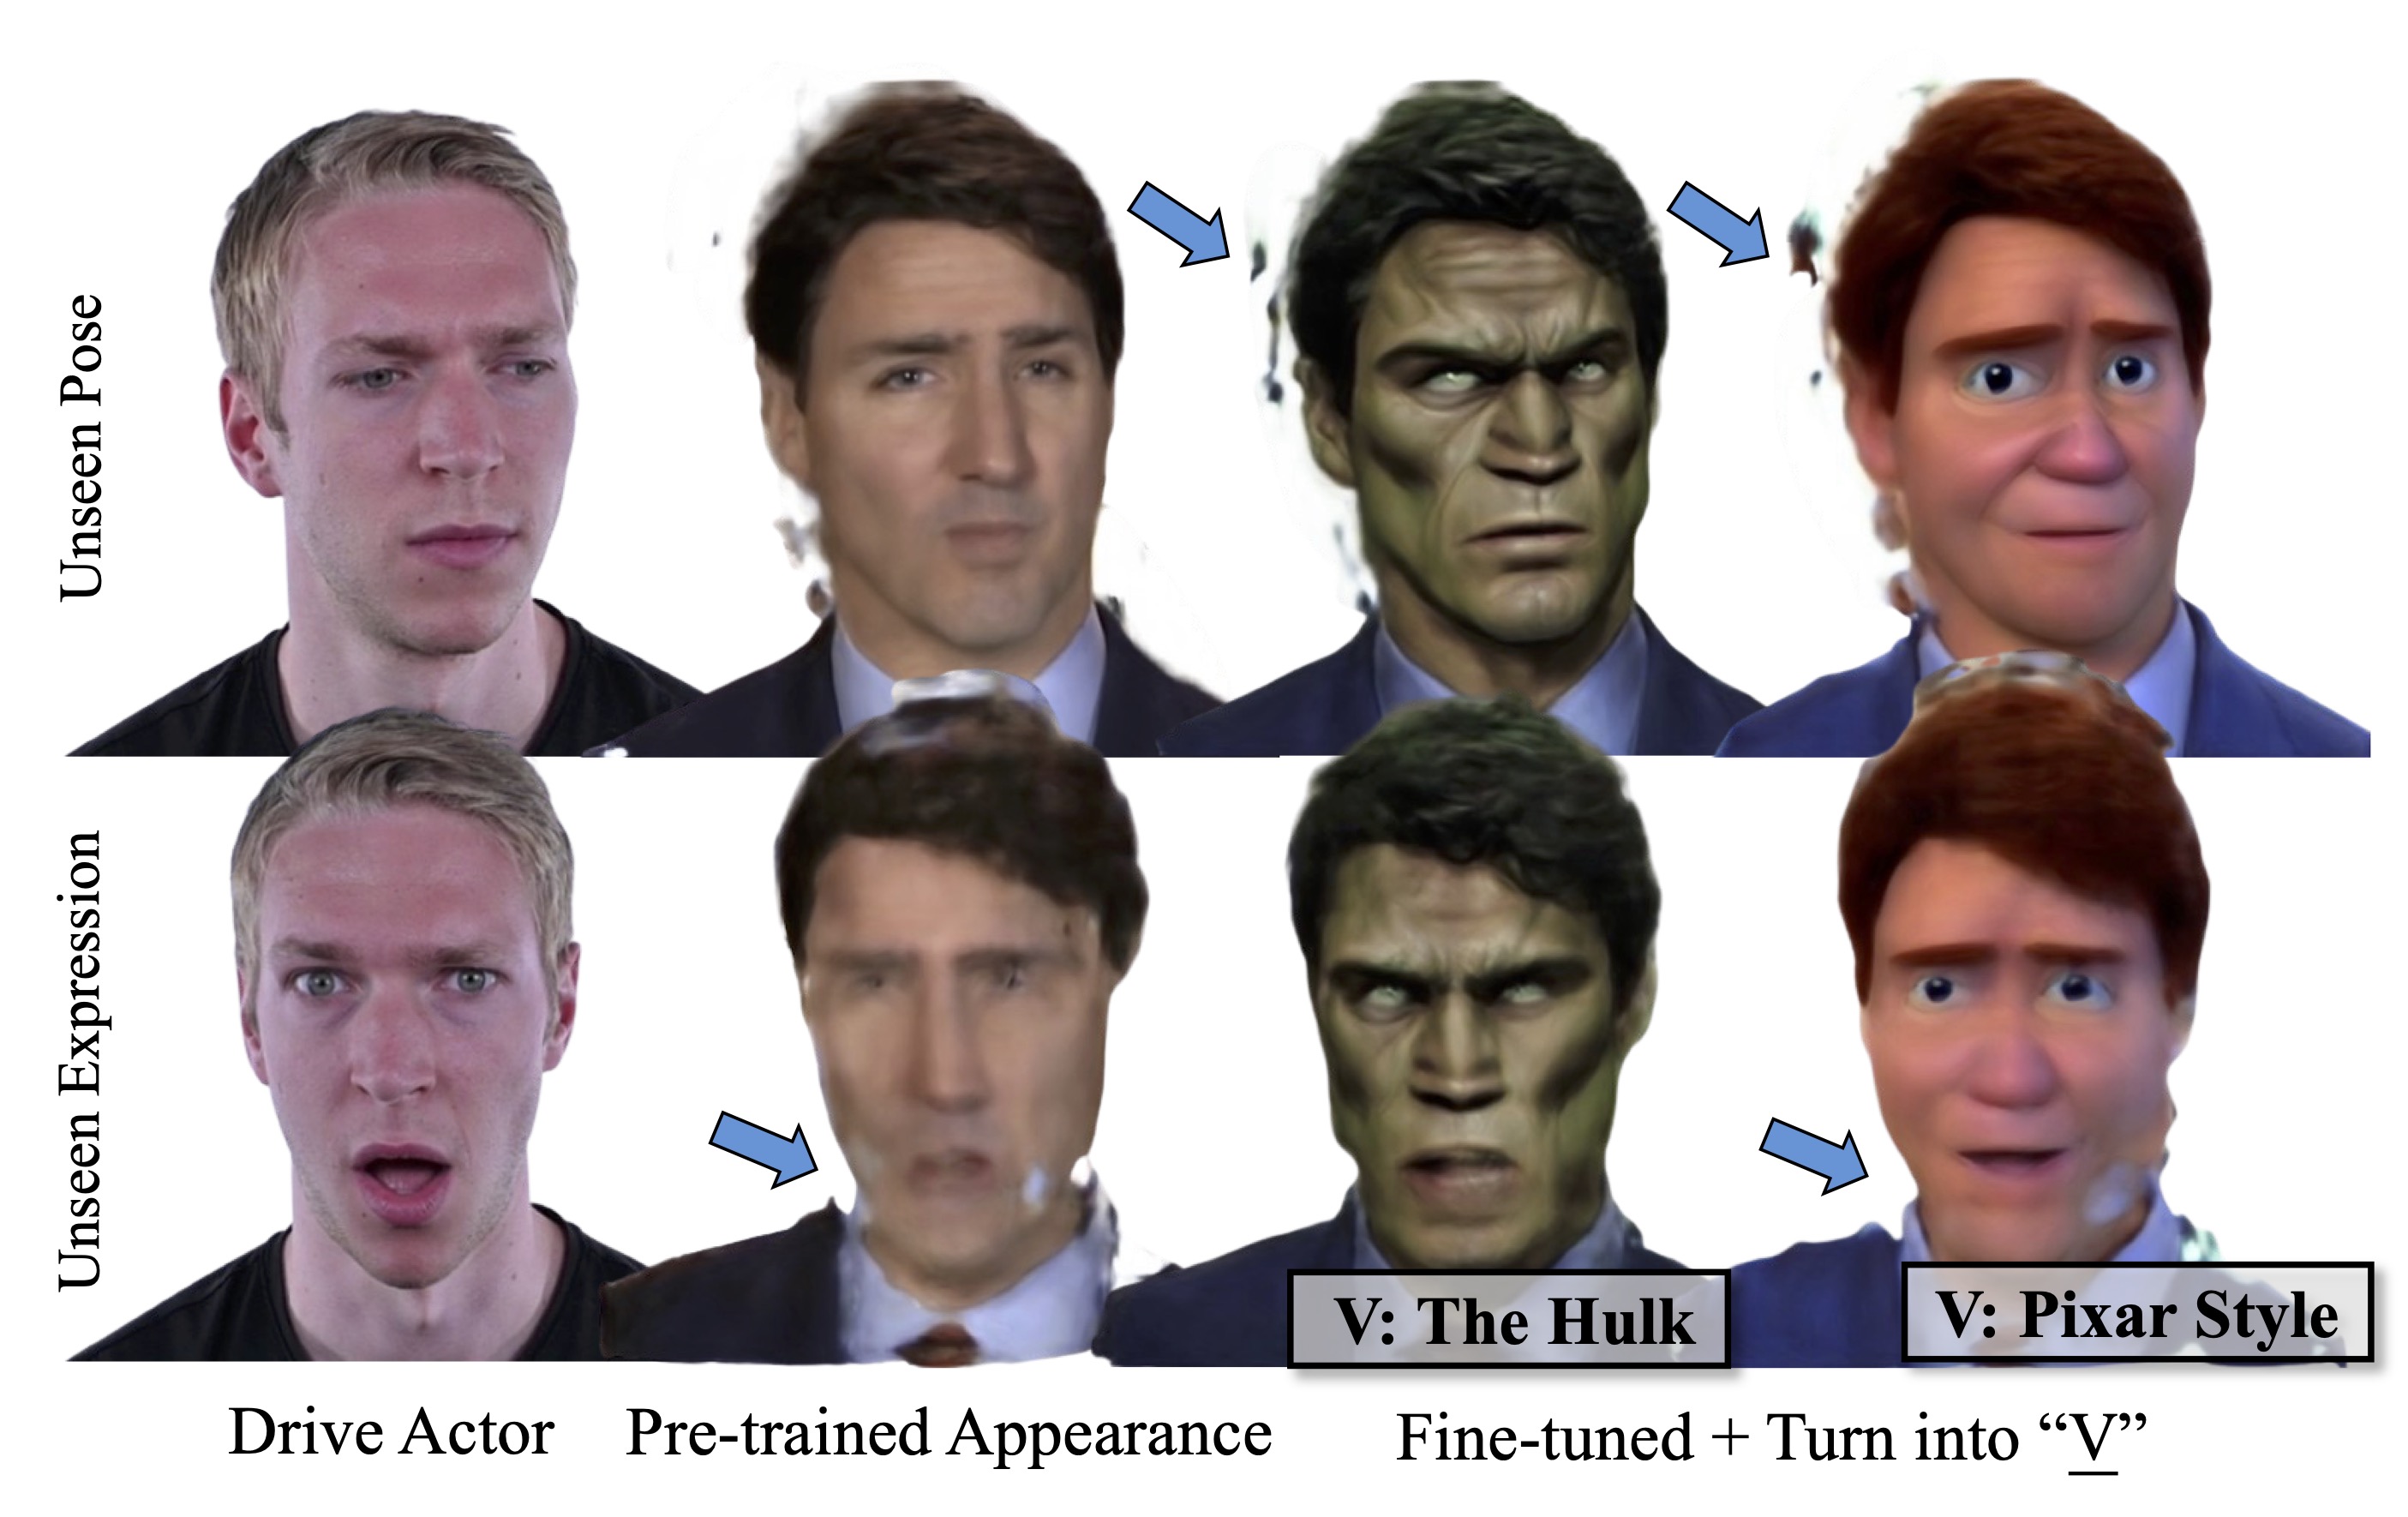 Unseen Pose
Unseen Expression
V: The Hulk
V: Pixar Style
Drive Actor
Pre-trained Appearance
Fine-tuned + Turn into “V”